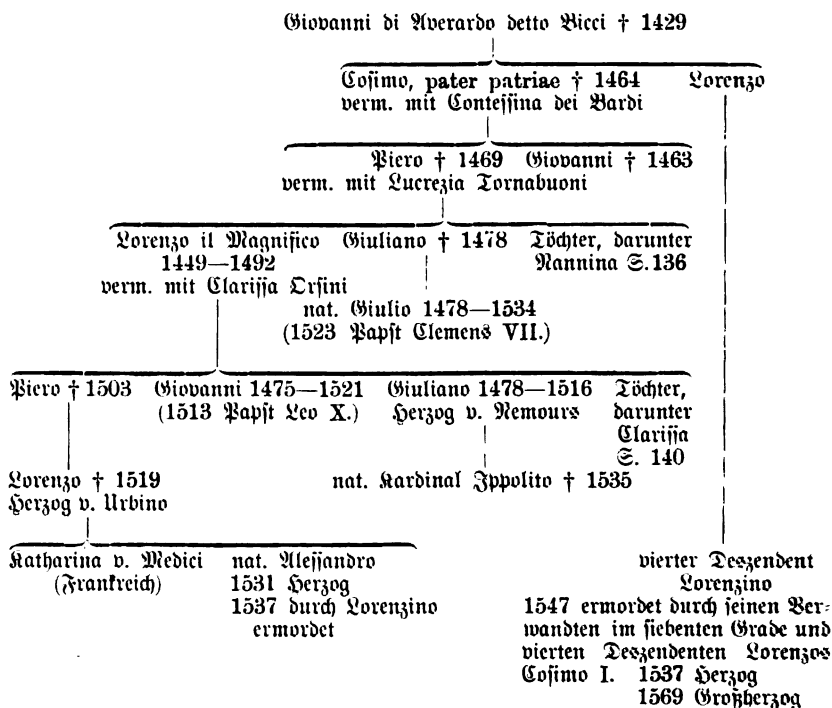 Giovanni di Averardo detto Bicci † 1429
Cosimo, pater patriae † 1464 Lorenzo
verm. mit Contessina dei Bardi
Piero † 1469 Giovanni † 1463
verm. mit Lucrezia Tornabuoni
Lorenzo il Magnifico Giuliano † 1478 Töchter, darunter
1449—1492 Nannina S. 136
verm. mit Clarissa Orsini
nat. Giulio 1478—1534
(1523 Papst Clemens VII.)
Piero † 1503 Giovanni 1475—1521 Giuliano 1478—1516 Töchter,
(1513 Papst Leo X.) Herzog v. Nemours darunter
Clarissa
S. 140
Lorenzo † 1519 nat. Kardinal Ippolito † 1535
Herzog v. Urbino
Katharina v. Medici nat. Alessandro vierter Deszendent
(Frankreich) 1531 Herzog Lorenzino
1537 durch Lorenzino 1547 ermordet durch seinen Ver-
ermordet wandten im siebenten Grade und
vierten Deszendenten Lorenzos
Cosimo I. 1537 Herzog
1569 Großherzog